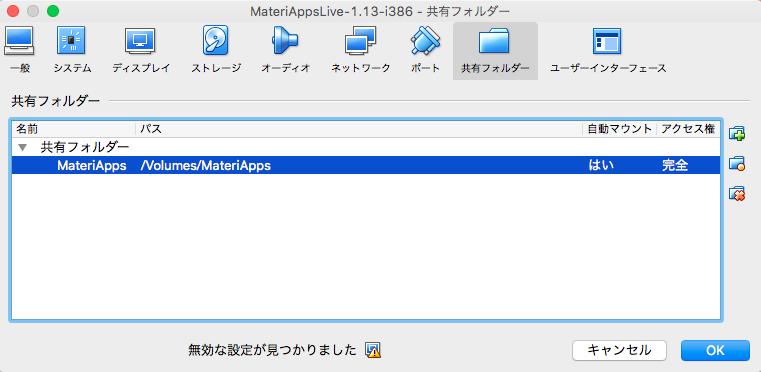 MateriAppsLive-1.13-i386 - 共有フォルダー
一般 システム ディスプレイ ストレージ オーディオ ネットワーク ポート 共有フォルダー ユーザーインターフェース
共有フォルダー
名前 パス 自動マウント アクセス権
共有フォルダー
MateriApps /Volumes/MateriApps はい 完全
無効な設定が見つかりました キャンセル OK